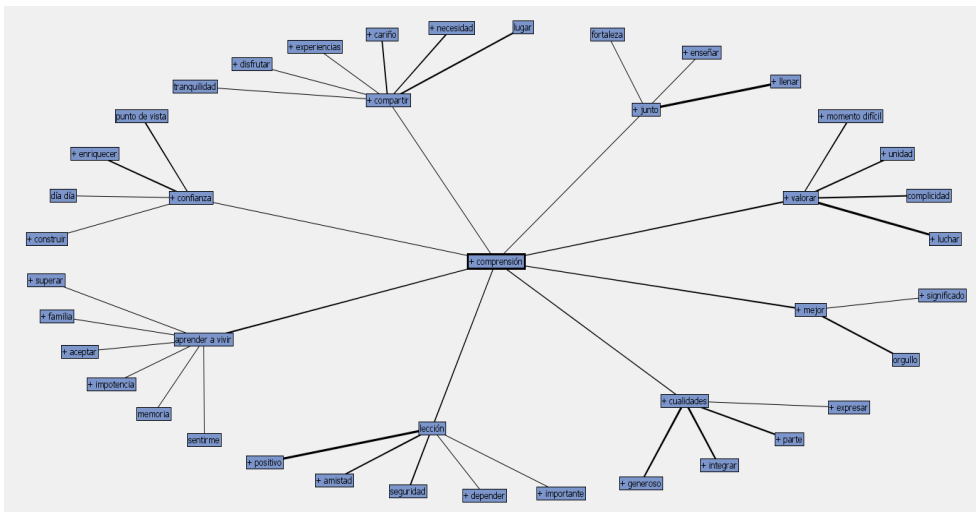 lugar
+ necesidad
+ cariño
+ experiencias
+ disfrutar
tranquilidad
+ compartir
fortaleza
+ enseñar
+ llenar
+ junto
punto de vista
+ enriquecer
día día
+ construir
+ confianza
+ momento difícil
+ unidad
complicidad
+ luchar
+ valorar
+ comprensión
+ superar
+ familia
+ aceptar
+ impotencia
memoria
sentirme
aprender a vivir
+ significado
+ mejor
orgullo
+ cualidades
+ expresar
+ parte
+ integrar
+ generoso
lección
+ positivo
+ amistad
seguridad
+ depender
+ importante